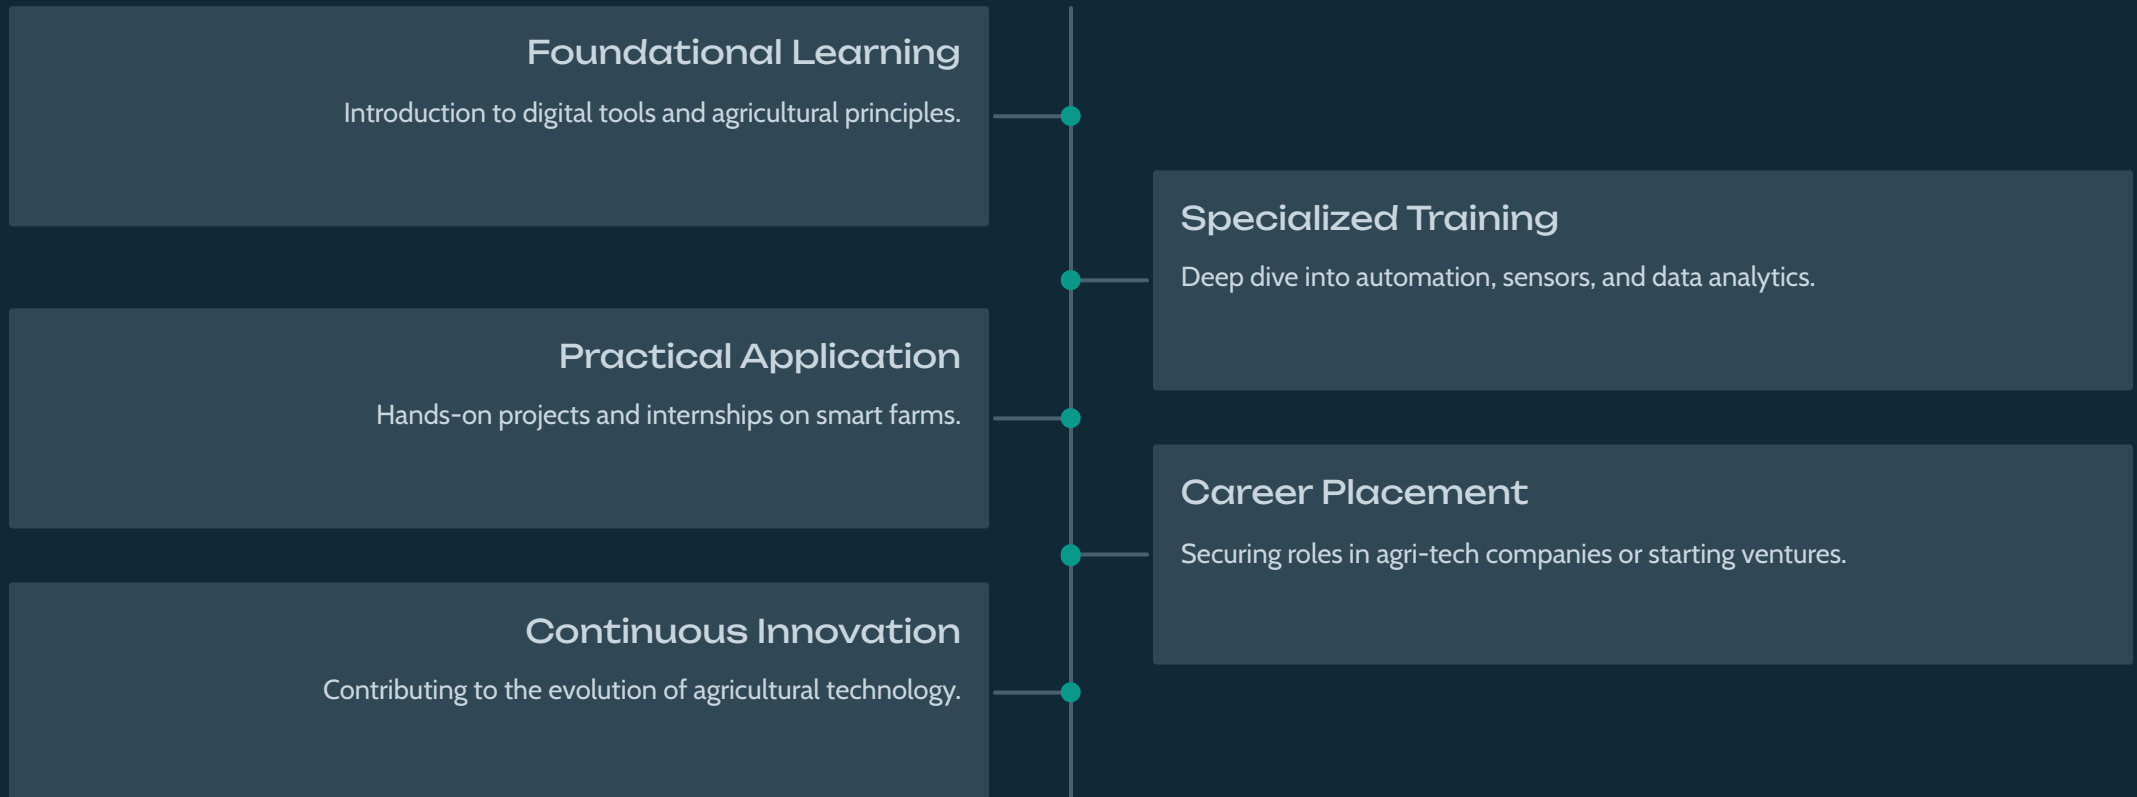 Foundational Learning
Introduction to digital tools and agricultural principles.
Specialized Training
Deep dive into automation, sensors, and data analytics.
Practical Application
Hands-on projects and internships on smart farms.
Career Placement
Securing roles in agri-tech companies or starting ventures.
Continuous Innovation
Contributing to the evolution of agricultural technology.